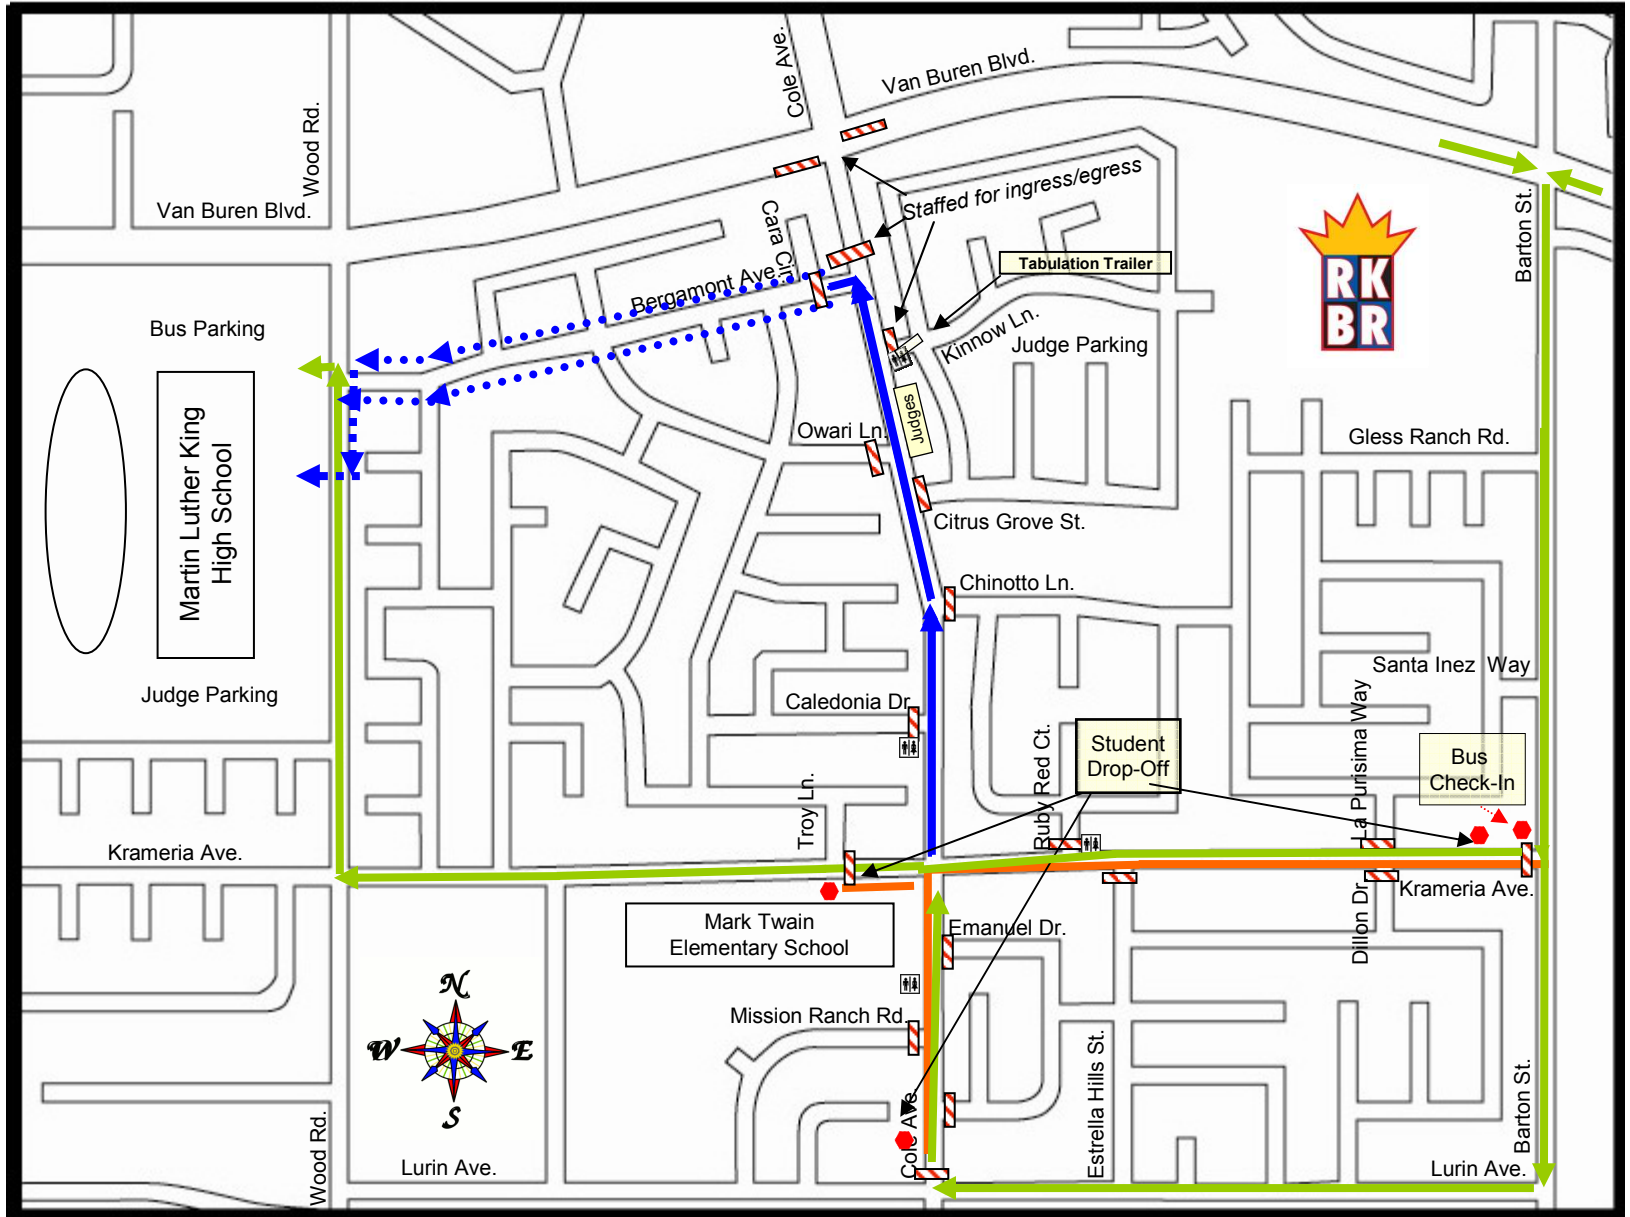 Cole Ave.
Van Buren Blvd.
Wood Rd.
Van Buren Blvd.
Staffed for ingress/egress
Cara Cir.
Barton St.
Tabulation Trailer
Bergamont Ave.
RK
BR
Bus Parking
Kinnow Ln.
Judge Parking
Martin Luther King
High School
Judges
Owari Ln.
Gless Ranch Rd.
Citrus Grove St.
Chinotto Ln.
Santa Inez Way
Judge Parking
Caledonia Dr.
Ruby Red Ct.
Student
Drop-Off
La Purisima Way
Bus
Check-In
Troy Ln.
Krameria Ave.
Krameria Ave.
Mark Twain
Elementary School
Emanuel Dr.
Dillon Dr
N
W
E
S
Mission Ranch Rd.
Cole Ave.
Estrella Hills St.
Barton St.
Wood Rd.
Lurin Ave.
Lurin Ave.